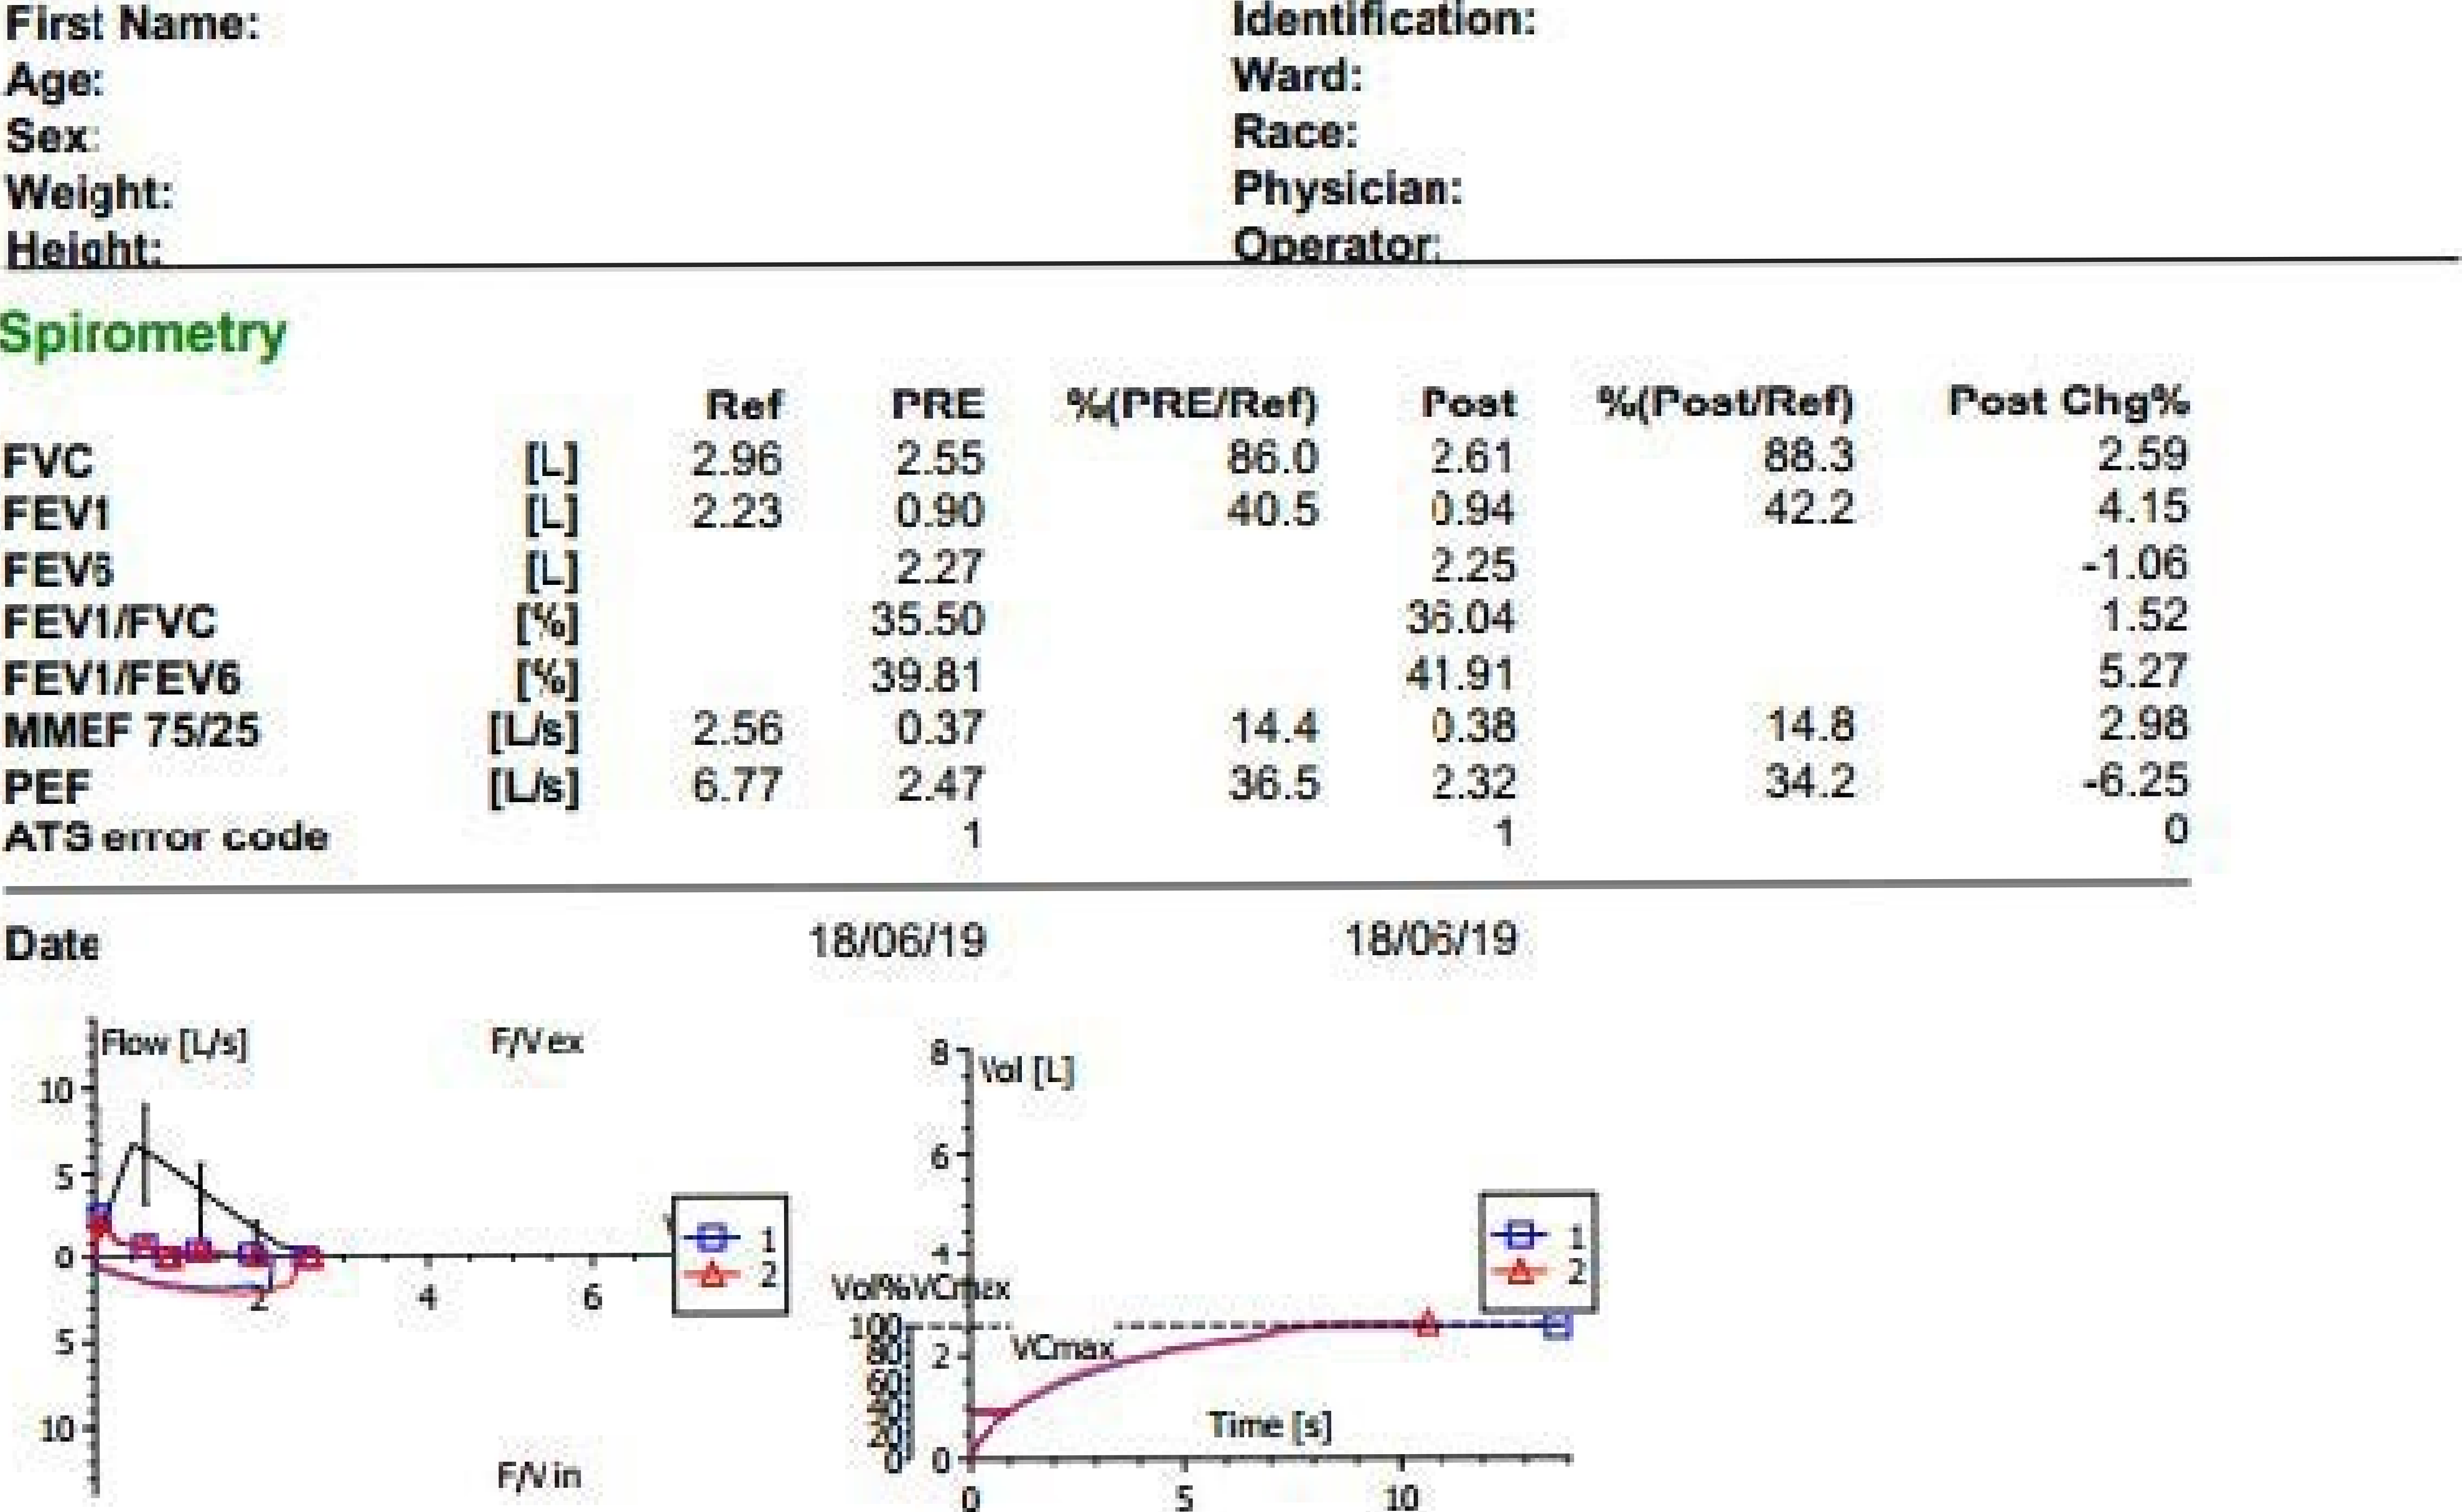 First Name: Identification:
Age: Ward:
Sex: Race:
Weight: Physician:
Height: Operator:
Spirometry
Ref PRE %(PRE/Ref) Post %(Post/Ref) Post Chg%
FVC [L] 2.96 2.55 86.0 2.61 88.3 2.59
FEV1 [L] 2.23 0.90 40.5 0.94 42.2 4.15
FEV6 [L] 2.27 2.25 -1.06
FEV1/FVC [%] 35.50 36.04 1.52
FEV1/FEV6 [%] 39.81 41.91 5.27
MMEF 75/25 [L/s] 2.56 0.37 14.4 0.38 14.8 2.98
PEF [L/s] 6.77 2.47 36.5 2.32 34.2 -6.25
ATS error code 1 1 0
Date 18/06/19 18/06/19
Flow [L/s] F/V ex
10
5
0
2 4 6
5
10
F/V in
1
2
8 Vol [L]
6
4
Vol%VCmax
100
80
60
20
0
VCmax
2
0
Time [s]
0 5 10
1
2